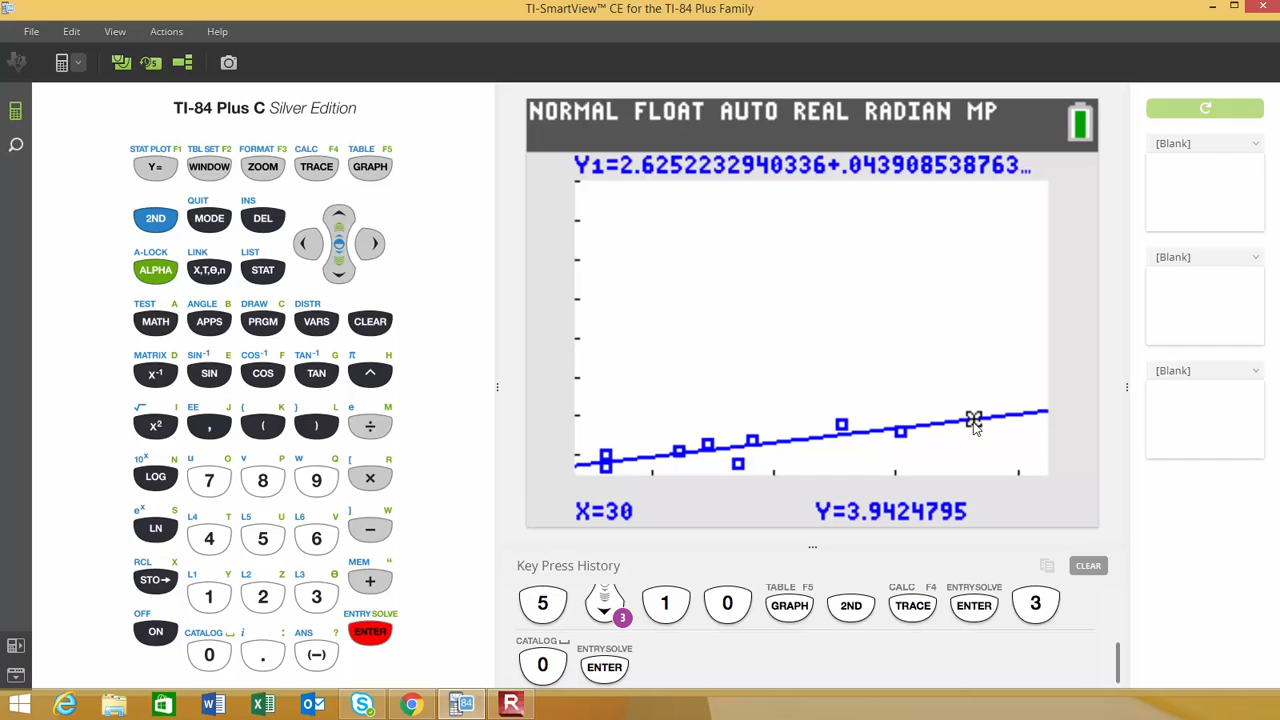 TI-SmartView™ CE for the TI-84 Plus Family
File Edit View Actions Help
TI-84 Plus C Silver Edition
STAT PLOT F1 TBL SET F2 FORMAT F3 CALC F4 TABLE F5
Y= WINDOW ZOOM TRACE GRAPH
QUIT INS
2ND MODE DEL
A-LOCK LINK LIST
ALPHA X,T,Θ,n STAT
TEST A ANGLE B DRAW C DISTR
MATH APPS PRGM VARS CLEAR
MATRIX D SIN⁻¹ E COS⁻¹ F TAN⁻¹ G π H
X⁻¹ SIN COS TAN ^
√ I EE J { K } L e M
X² , ( ) ÷
10ˣ N u O v P w Q [ R
LOG 7 8 9 ×
eˣ S L4 T L5 U L6 V ] W
LN 4 5 6 −
RCL X L1 Y L2 Z L3 Θ MEM "
STO→ 1 2 3 +
OFF CATALOG ⎵ i : ANS ? ENTRY SOLVE
ON 0 . (−) ENTER
NORMAL FLOAT AUTO REAL RADIAN MP
Y1=2.6252232940336+.043908538763...
X=30 Y=3.9424795
Key Press History CLEAR
TABLE F5 CALC F4 ENTRY SOLVE
5 3 1 0 GRAPH 2ND TRACE ENTER 3
CATALOG ⎵ ENTRY SOLVE
0 ENTER
[Blank]
[Blank]
[Blank]
84
R